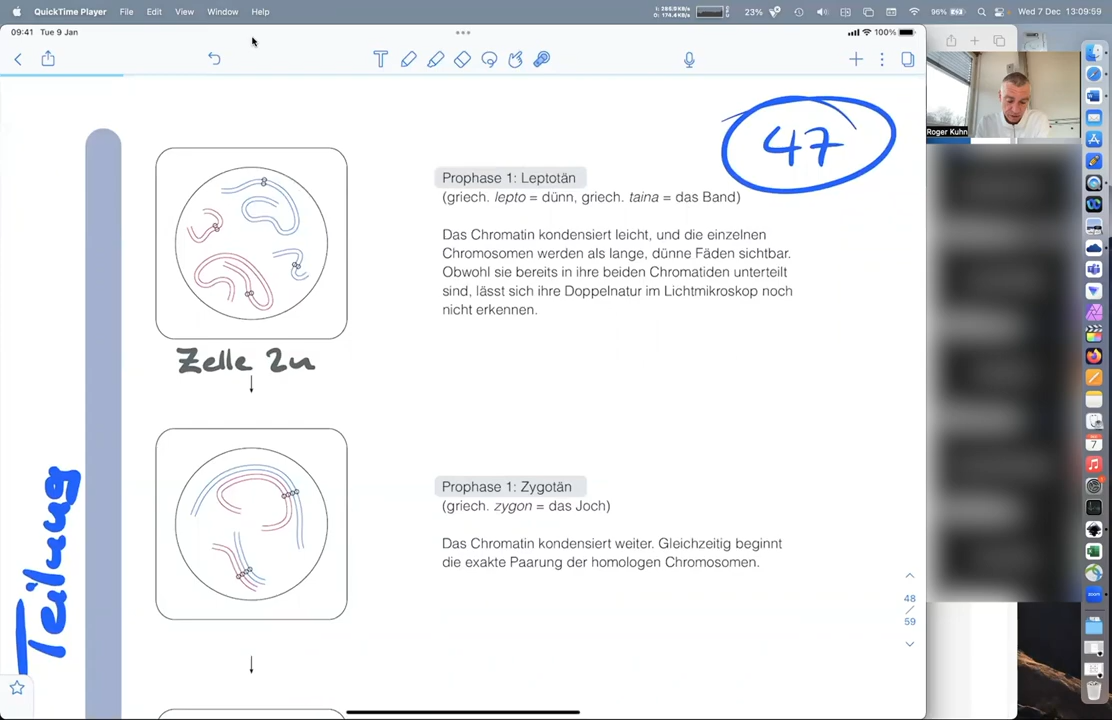 QuickTime Player File Edit View Window Help
23% 96% Wed 7 Dec 13:09:59
09:41 Tue 9 Jan 100%
47
Roger Kuhn
Prophase 1: Leptotän
(griech. lepto = dünn, griech. taina = das Band)
Das Chromatin kondensiert leicht, und die einzelnen
Chromosomen werden als lange, dünne Fäden sichtbar.
Obwohl sie bereits in ihre beiden Chromatiden unterteilt
sind, lässt sich ihre Doppelnatur im Lichtmikroskop noch
nicht erkennen.
Zelle 2n
Teilung
Prophase 1: Zygotän
(griech. zygon = das Joch)
Das Chromatin kondensiert weiter. Gleichzeitig beginnt
die exakte Paarung der homologen Chromosomen.
48
/
59